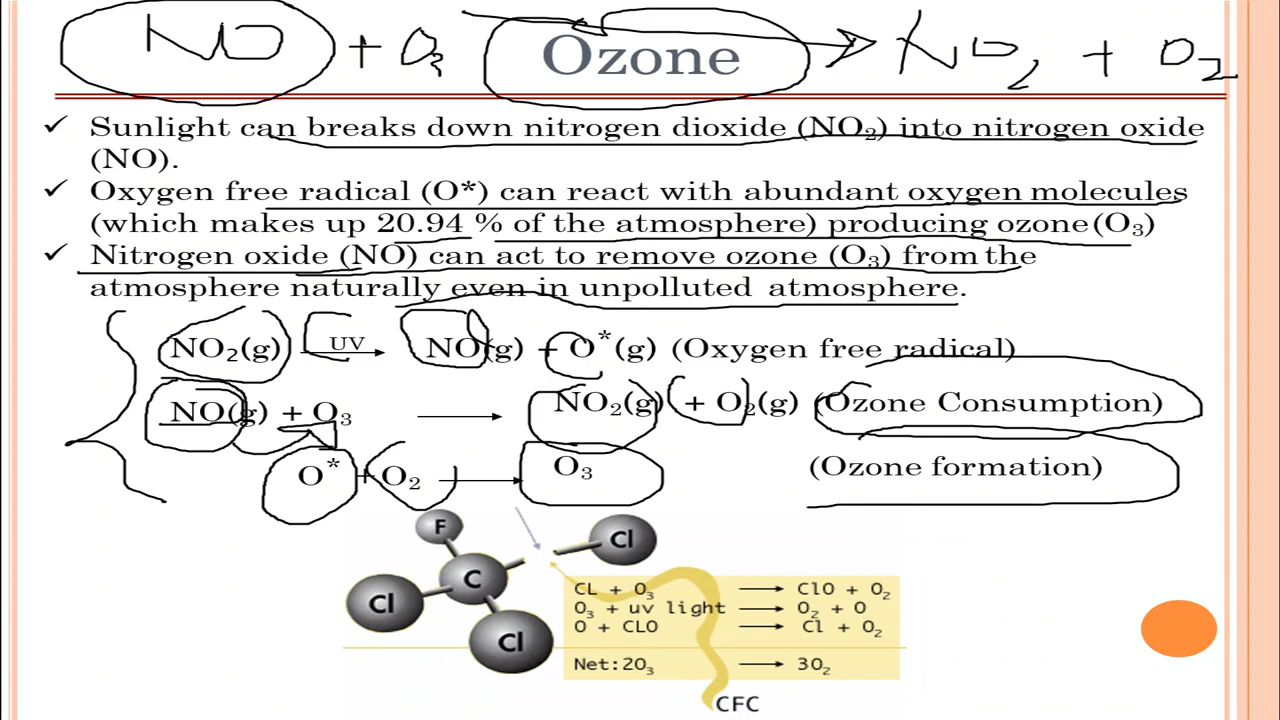 NO + O₃ Ozone → NO₂ + O₂
✓ Sunlight can breaks down nitrogen dioxide (NO₂) into nitrogen oxide
(NO).
✓ Oxygen free radical (O*) can react with abundant oxygen molecules
(which makes up 20.94 % of the atmosphere) producing ozone (O₃)
✓ Nitrogen oxide (NO) can act to remove ozone (O₃) from the
atmosphere naturally even in unpolluted atmosphere.
NO₂(g) UV → NO(g) + O*(g) (Oxygen free radical)
NO(g) + O₃ → NO₂(g) + O₂(g) (Ozone Consumption)
O* + O₂ → O₃ (Ozone formation)
F
Cl
C
Cl
Cl
CL + O₃ → ClO + O₂
O₃ + uv light → O₂ + O
O + CLO → Cl + O₂
Net:2O₃ → 3O₂
CFC